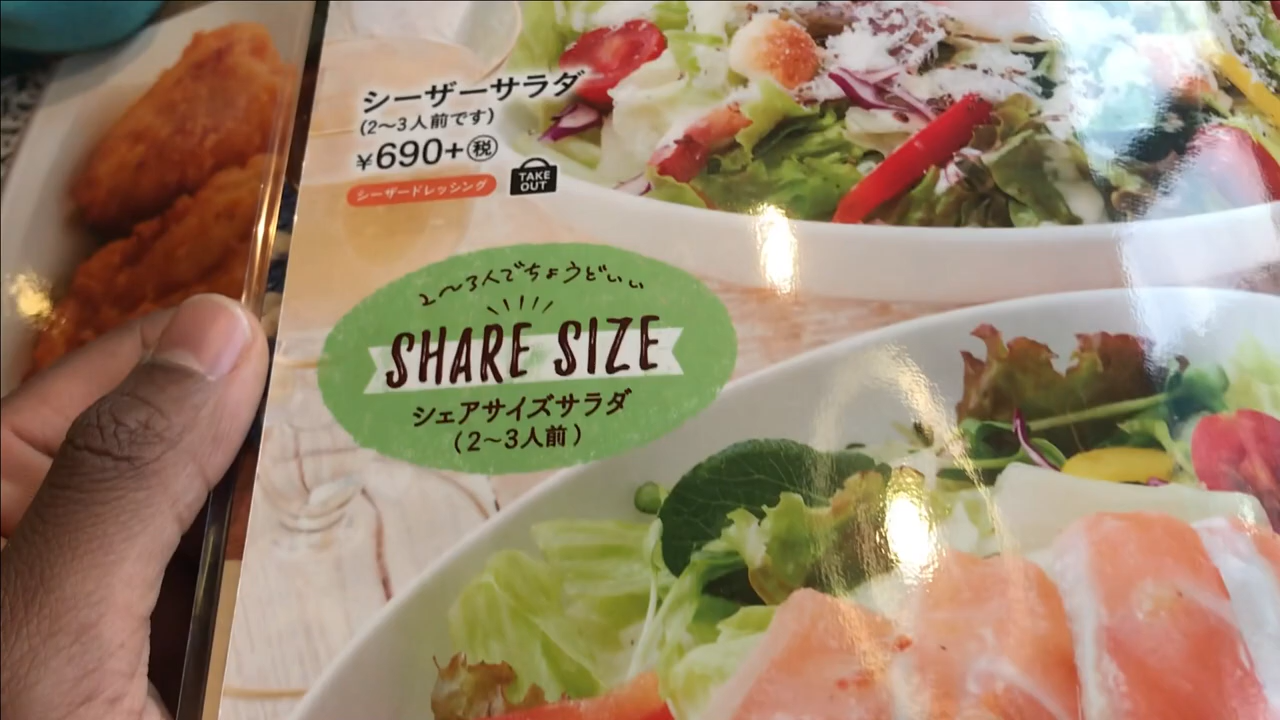 シーザーサラダ
(2〜3人前です)
¥690+税
シーザードレッシング
TAKE
OUT
2〜3人でちょうどいい
SHARE SIZE
シェアサイズサラダ
(2〜3人前)